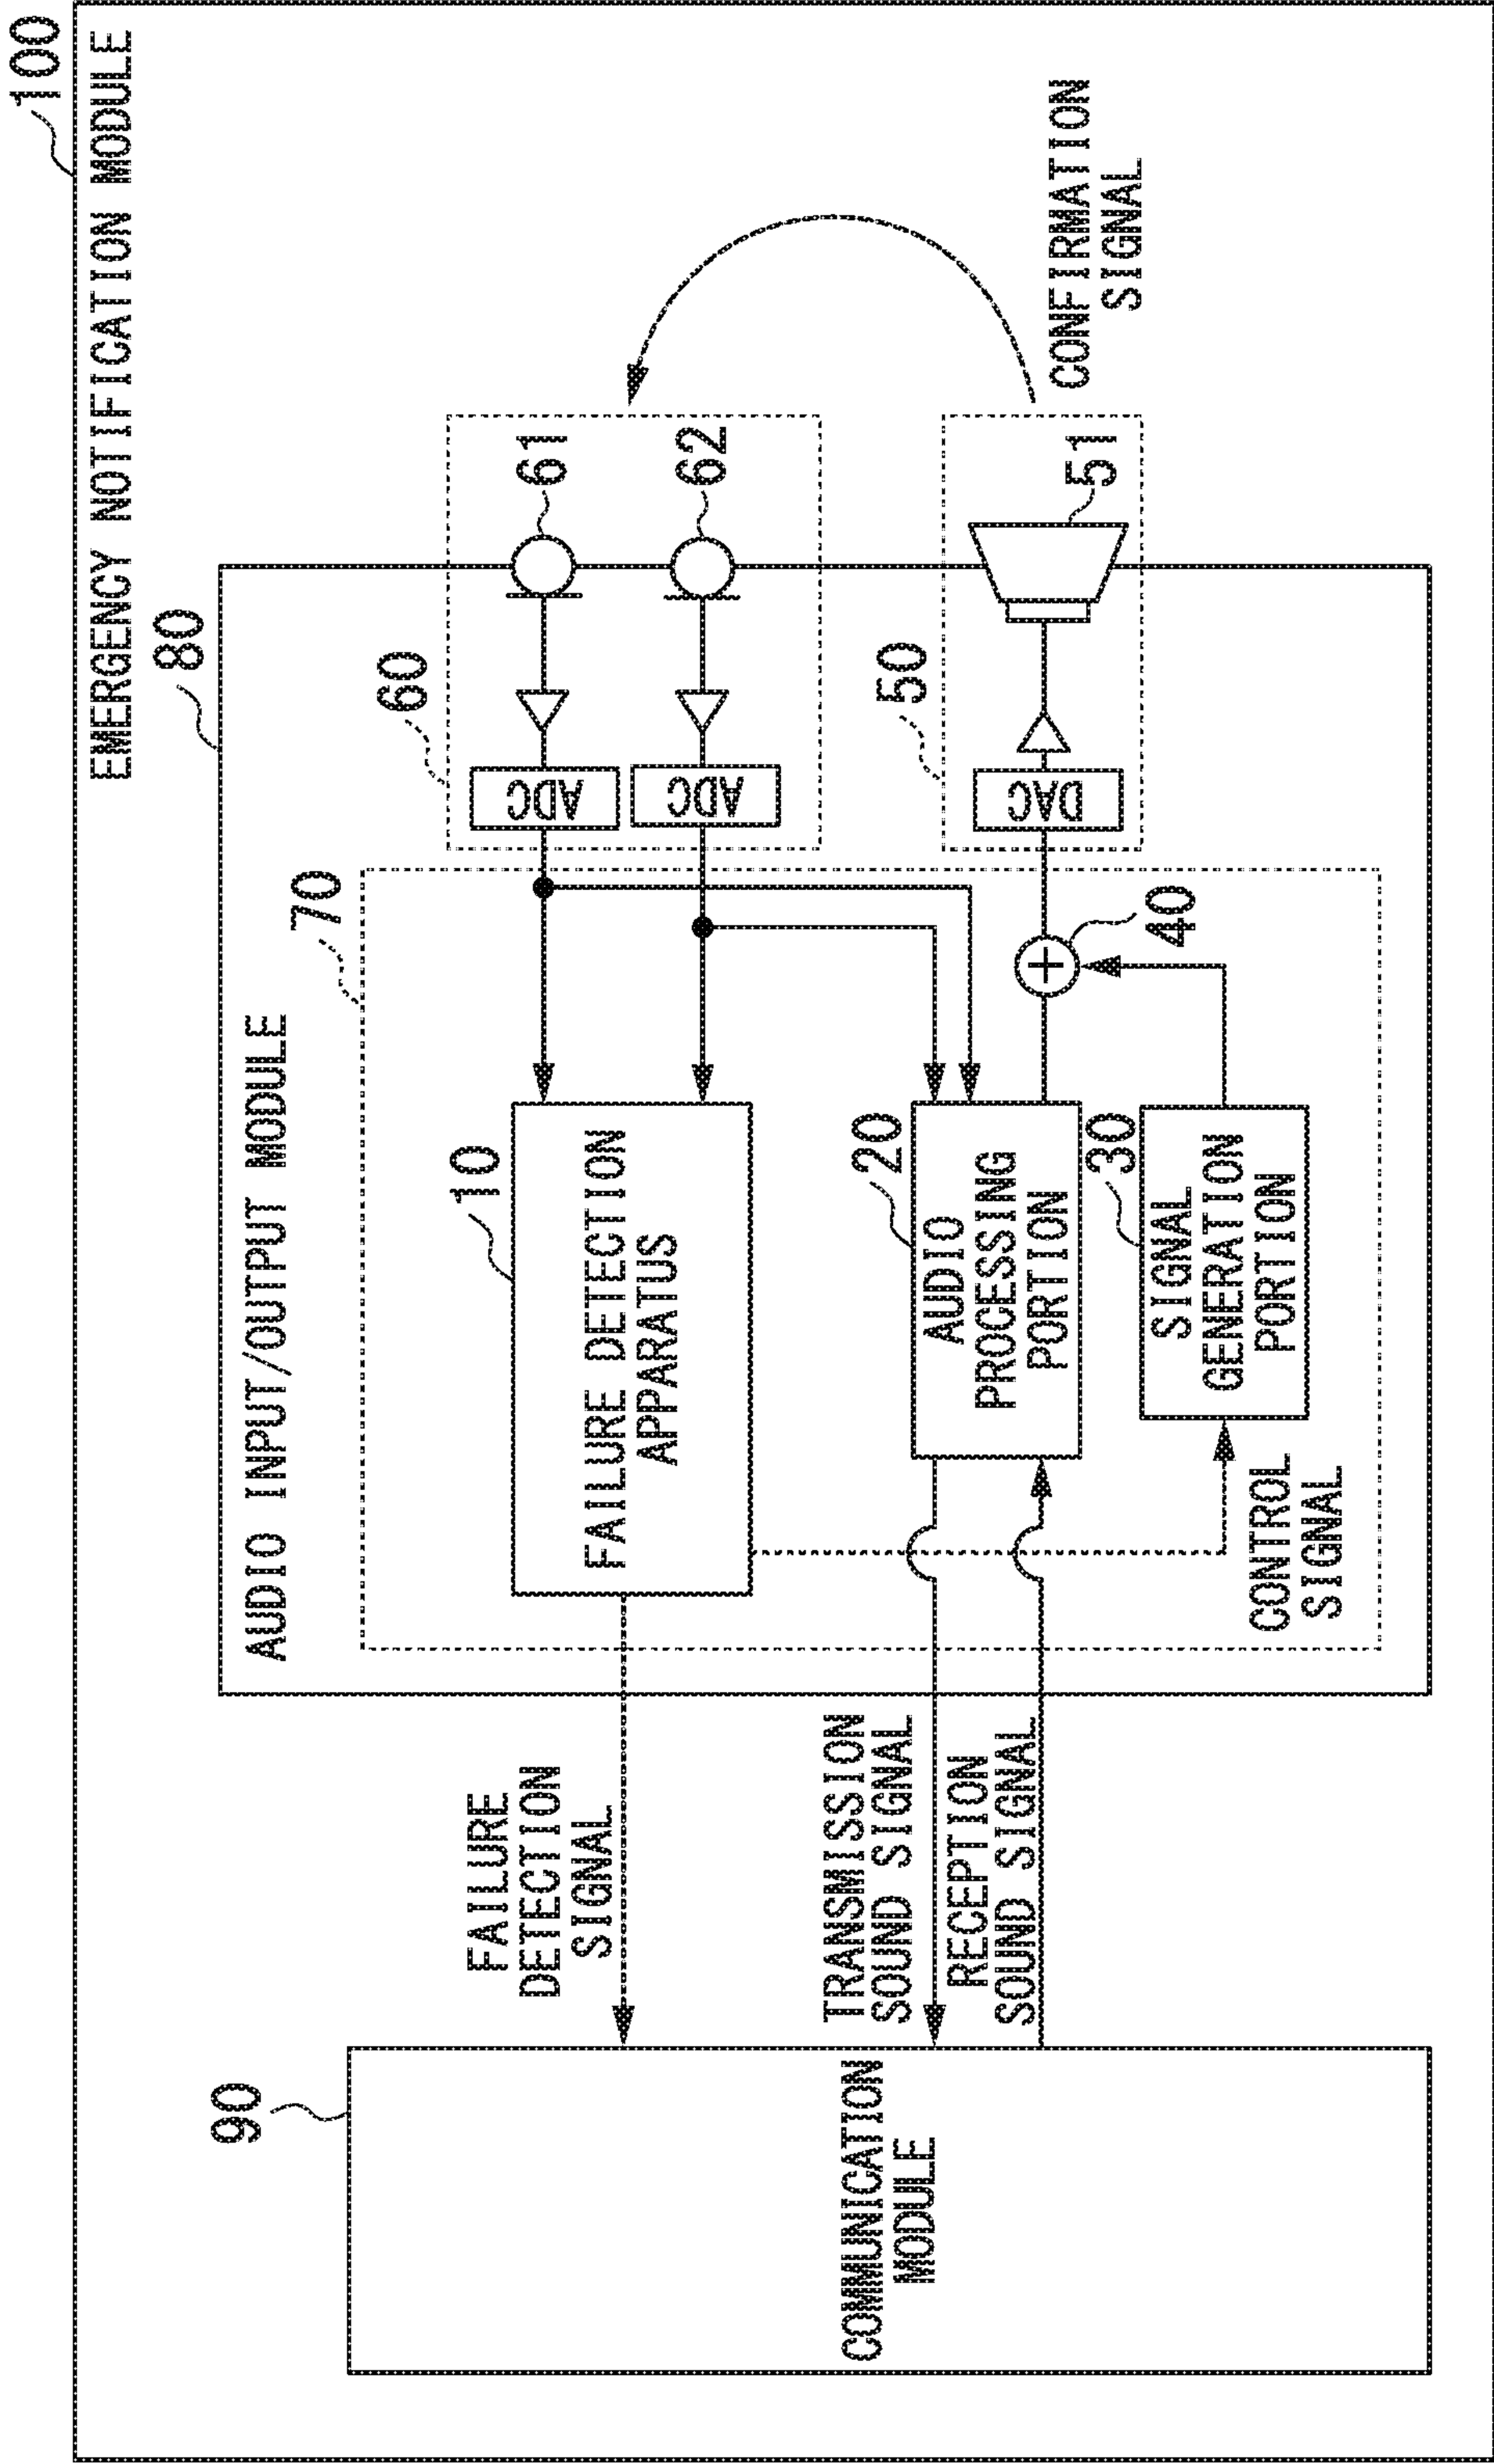 100
EMERGENCY NOTIFICATION MODULE
80
AUDIO INPUT/OUTPUT MODULE
90
COMMUNICATION
MODULE
FAILURE
DETECTION
SIGNAL
TRANSMISSION
SOUND SIGNAL
RECEPTION
SOUND SIGNAL
70
10
FAILURE DETECTION
APPARATUS
20
AUDIO
PROCESSING
PORTION
30
SIGNAL
GENERATION
PORTION
CONTROL
SIGNAL
40
60
ADC
ADC
61
62
50
DAC
51
CONFIRMATION
SIGNAL